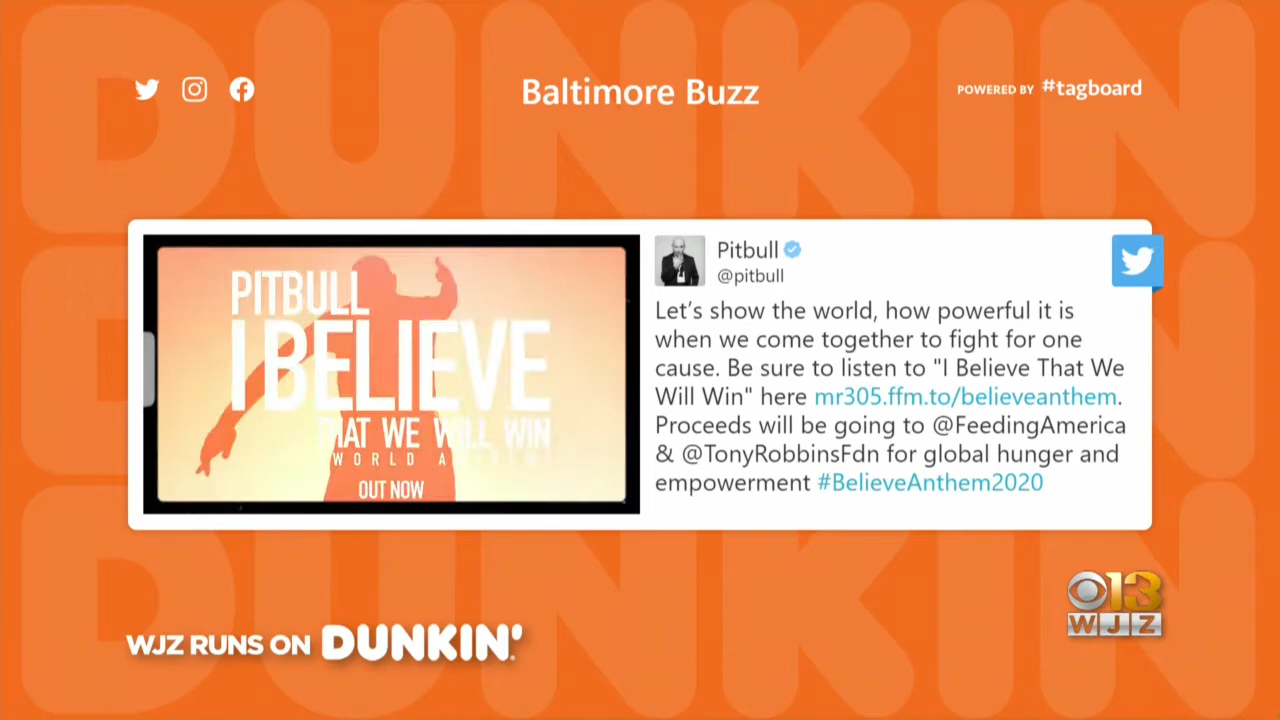 DUNKIN
Baltimore Buzz
POWERED BY #tagboard
PITBULL
I BELIEVE
THAT WE WILL WIN
WORLD A
OUT NOW
Pitbull
@pitbull
Let's show the world, how powerful it is
when we come together to fight for one
cause. Be sure to listen to "I Believe That We
Will Win" here mr305.ffm.to/believeanthem.
Proceeds will be going to @FeedingAmerica
& @TonyRobbinsFdn for global hunger and
empowerment #BelieveAnthem2020
DUNKIN
DUNKIN
13
WJZ
WJZ RUNS ON DUNKIN'